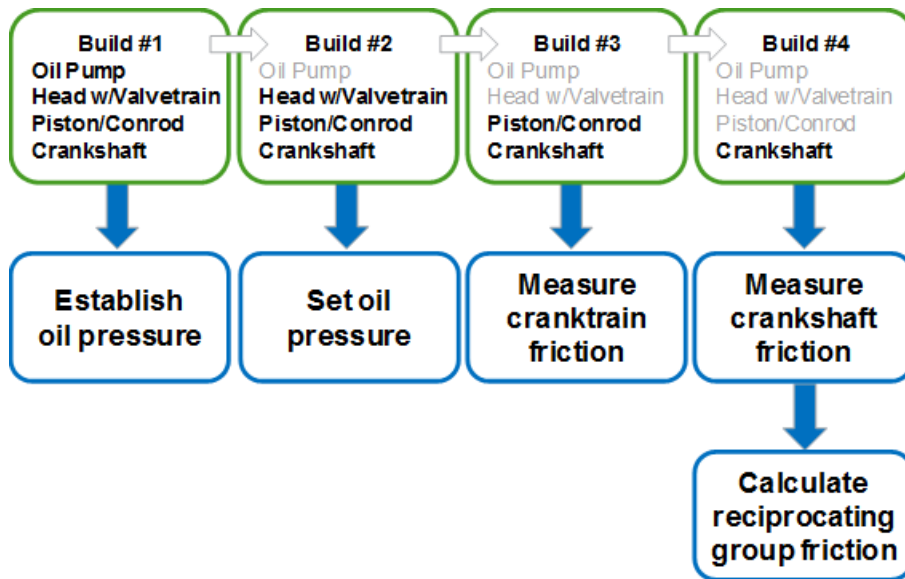 Build #1
Oil Pump
Head w/Valvetrain
Piston/Conrod
Crankshaft
Build #2
Oil Pump
Head w/Valvetrain
Piston/Conrod
Crankshaft
Build #3
Oil Pump
Head w/Valvetrain
Piston/Conrod
Crankshaft
Build #4
Oil Pump
Head w/Valvetrain
Piston/Conrod
Crankshaft
Establish
oil pressure
Set oil
pressure
Measure
cranktrain
friction
Measure
crankshaft
friction
Calculate
reciprocating
group friction